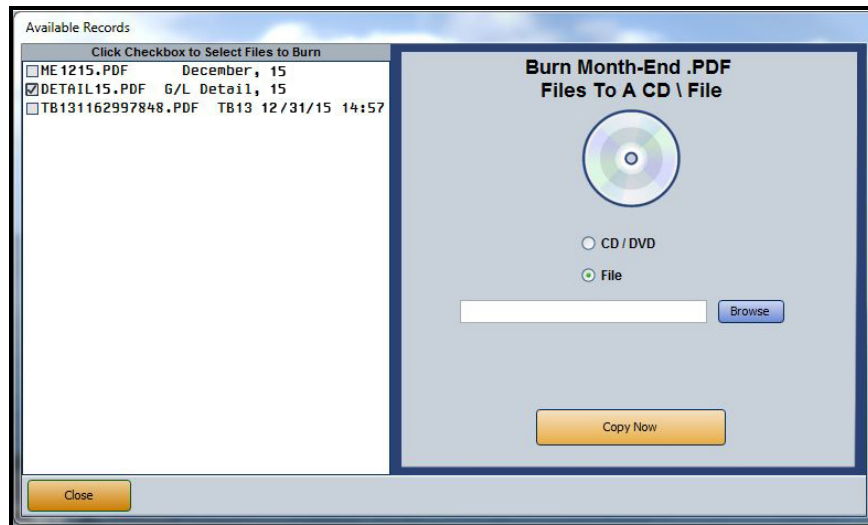 Available Records
Click Checkbox to Select Files to Burn
ME1215.PDF December, 15
DETAIL15.PDF G/L Detail, 15
TB131162997848.PDF TB13 12/31/15 14:57
Burn Month-End .PDF
Files To A CD \ File
CD / DVD
File
Browse
Copy Now
Close